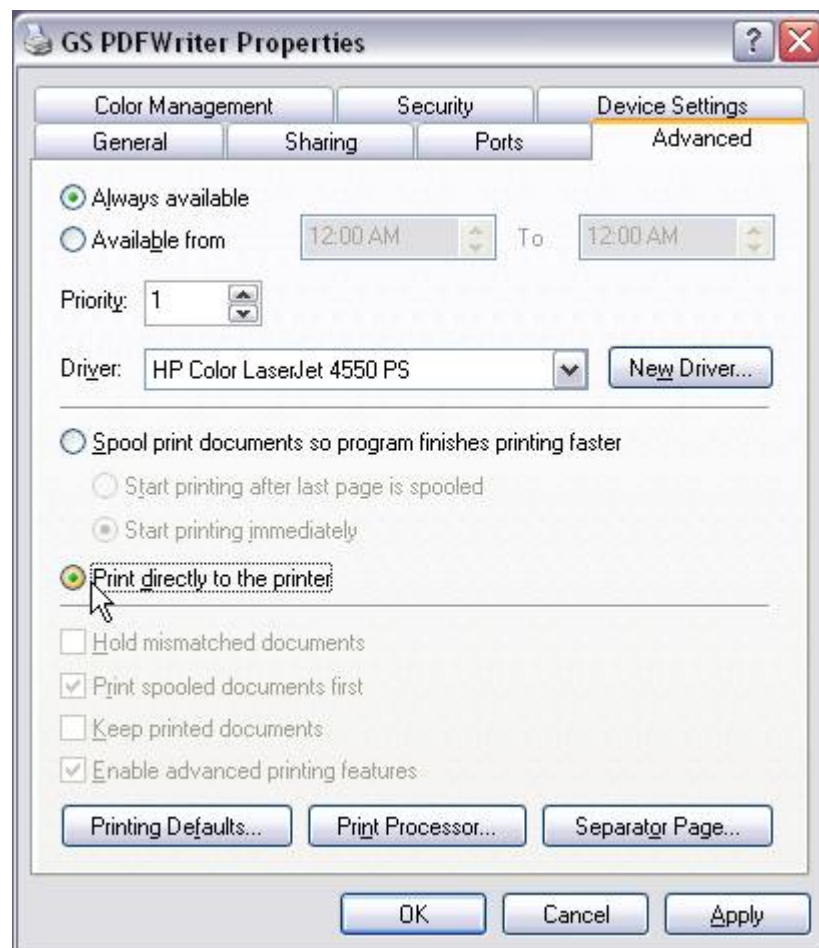 GS PDFWriter Properties
Color Management Security Device Settings
General Sharing Ports Advanced
Always available
Available from 12:00 AM To 12:00 AM
Priority: 1
Driver: HP Color LaserJet 4550 PS New Driver...
Spool print documents so program finishes printing faster
Start printing after last page is spooled
Start printing immediately
Print directly to the printer
Hold mismatched documents
Print spooled documents first
Keep printed documents
Enable advanced printing features
Printing Defaults... Print Processor... Separator Page...
OK Cancel Apply